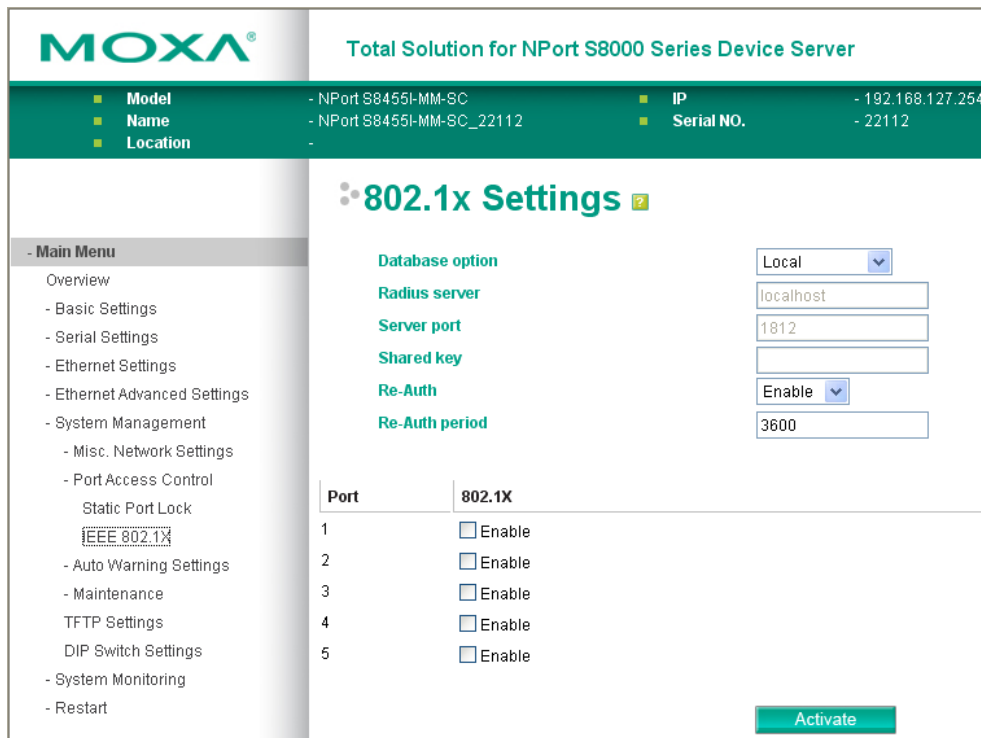 MOXA®
Total Solution for NPort S8000 Series Device Server
Model - NPort S8455I-MM-SC IP - 192.168.127.254
Name - NPort S8455I-MM-SC_22112 Serial NO. - 22112
Location -
802.1x Settings ?
- Main Menu
Overview
- Basic Settings
- Serial Settings
- Ethernet Settings
- Ethernet Advanced Settings
- System Management
- Misc. Network Settings
- Port Access Control
Static Port Lock
IEEE 802.1X
- Auto Warning Settings
- Maintenance
TFTP Settings
DIP Switch Settings
- System Monitoring
- Restart
Database option Local
Radius server localhost
Server port 1812
Shared key
Re-Auth Enable
Re-Auth period 3600
Port 802.1X
1 Enable
2 Enable
3 Enable
4 Enable
5 Enable
Activate